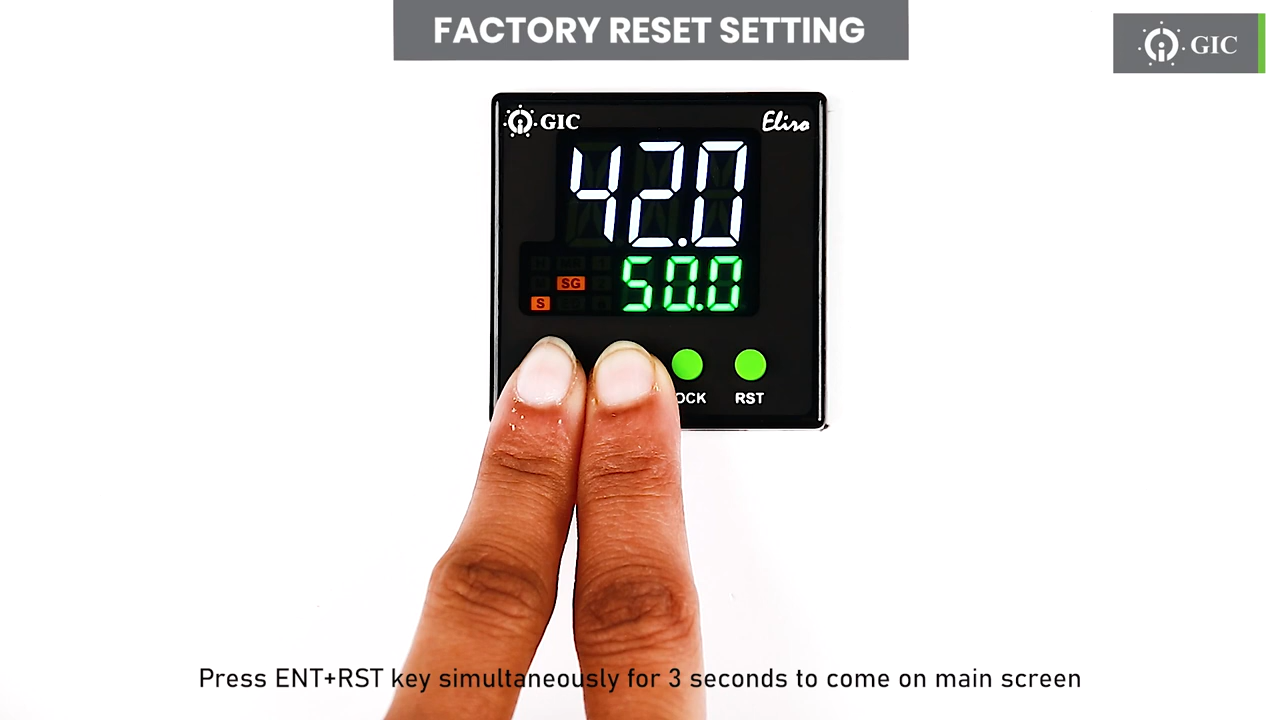 FACTORY RESET SETTING
GIC
GIC
Eliro
42.0
SG
50.0
S
OCK
RST
Press ENT+RST key simultaneously for 3 seconds to come on main screen